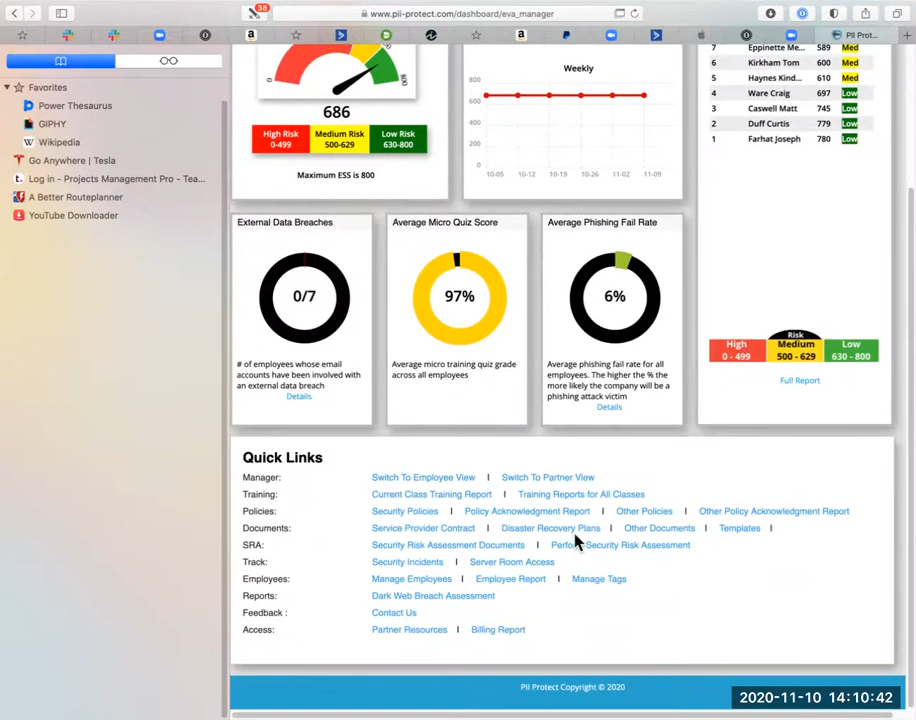 38
www.pii-protect.com/dashboard/eva_manager
PII Prot...
Favorites
Power Thesaurus
GIPHY
Wikipedia
Go Anywhere | Tesla
Log in - Projects Management Pro - Tea...
A Better Routeplanner
YouTube Downloader
0
800
686
High Risk
0-499
Medium Risk
500-629
Low Risk
630-800
Maximum ESS is 800
Weekly
800
600
400
200
0
10-05 10-12 10-19 10-26 11-02 11-09
7 Eppinette Me... 589 Med
6 Kirkham Tom 600 Med
5 Haynes Kind... 610 Med
4 Ware Craig 697 Low
3 Caswell Matt 745 Low
2 Duff Curtis 779 Low
1 Farhat Joseph 780 Low
Risk
High
0 - 499
Medium
500 - 629
Low
630 - 800
Full Report
External Data Breaches
0/7
# of employees whose email
accounts have been involved with
an external data breach
Details
Average Micro Quiz Score
97%
Average micro training quiz grade
across all employees
Average Phishing Fail Rate
6%
Average phishing fail rate for all
employees. The higher the % the
more likely the company will be a
phishing attack victim
Details
Quick Links
Manager: Switch To Employee View | Switch To Partner View
Training: Current Class Training Report | Training Reports for All Classes
Policies: Security Policies | Policy Acknowledgment Report | Other Policies | Other Policy Acknowledgment Report
Documents: Service Provider Contract | Disaster Recovery Plans | Other Documents | Templates |
SRA: Security Risk Assessment Documents | Perform Security Risk Assessment
Track: Security Incidents | Server Room Access
Employees: Manage Employees | Employee Report | Manage Tags
Reports: Dark Web Breach Assessment
Feedback : Contact Us
Access: Partner Resources | Billing Report
PII Protect Copyright © 2020
2020-11-10 14:10:42